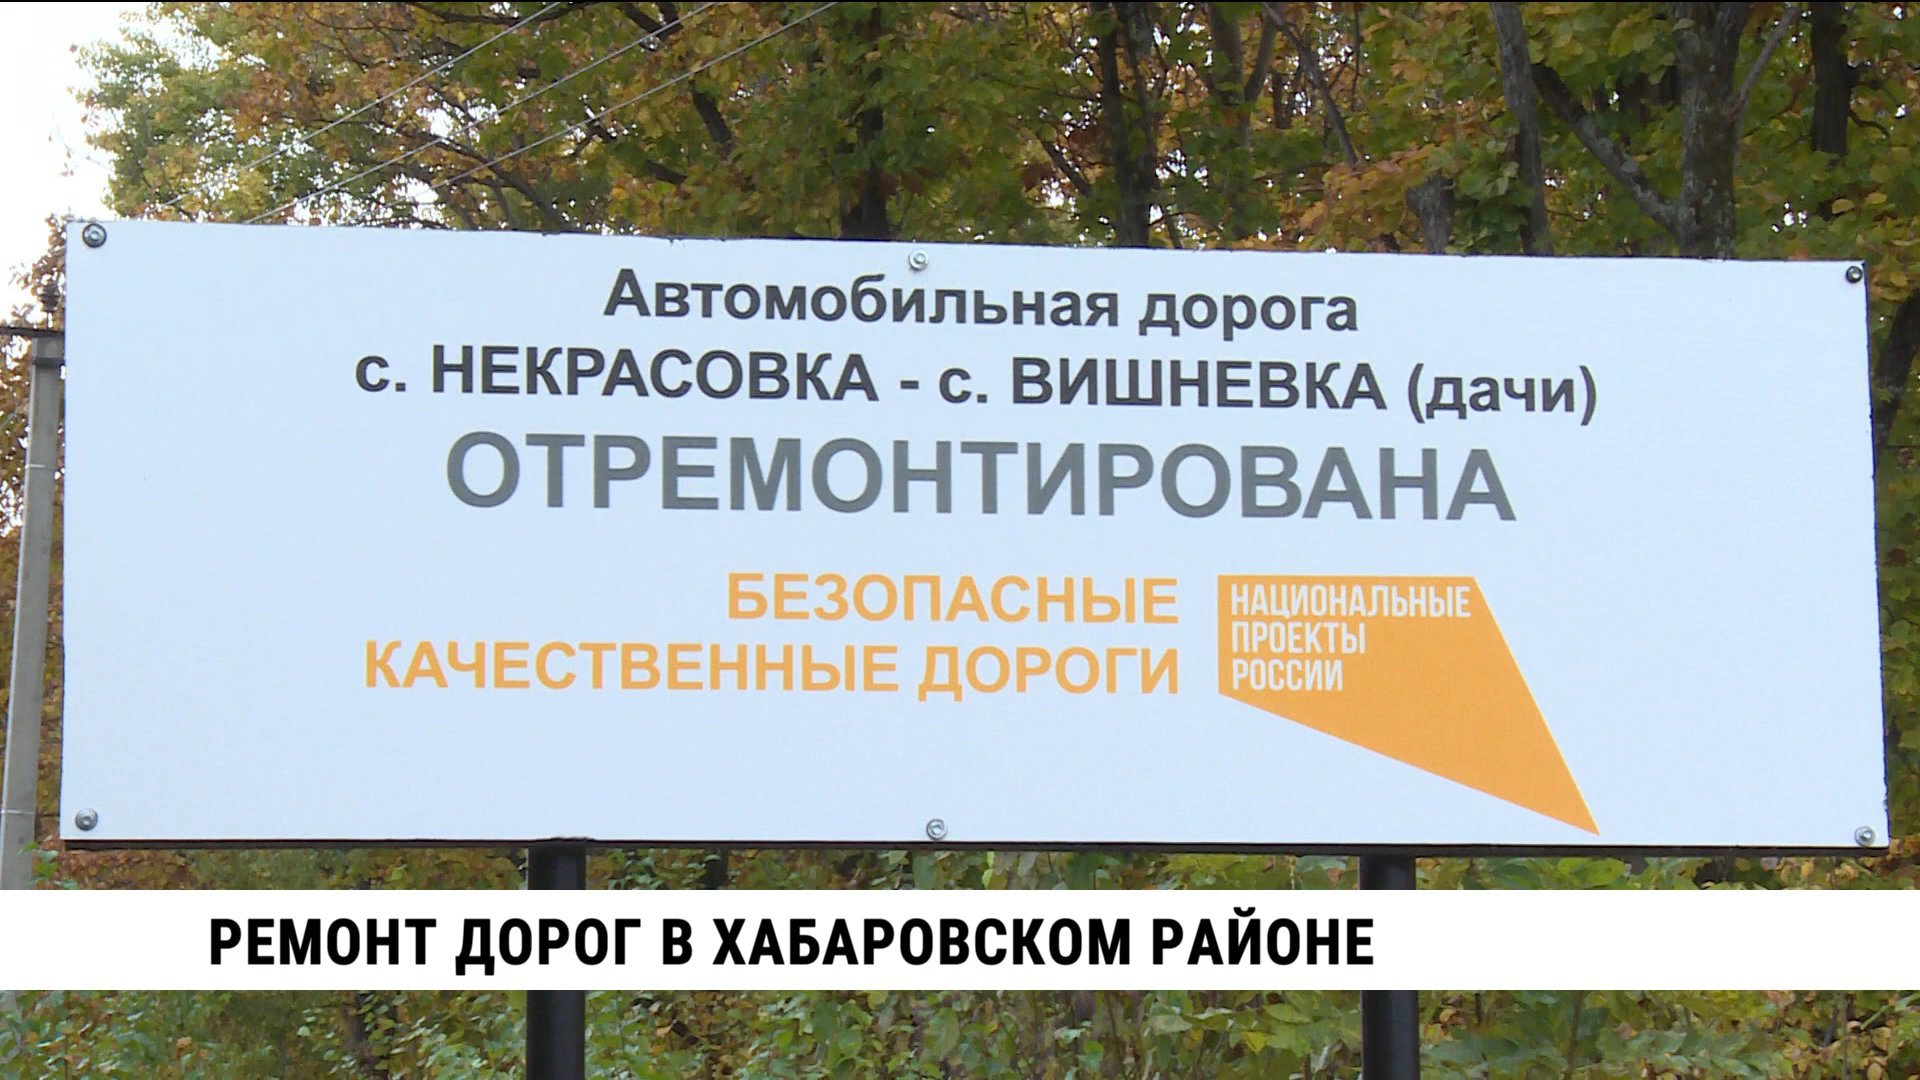 Автомобильная дорога
с. НЕКРАСОВКА - с. ВИШНЕВКА (дачи)
ОТРЕМОНТИРОВАНА
БЕЗОПАСНЫЕ
КАЧЕСТВЕННЫЕ ДОРОГИ
НАЦИОНАЛЬНЫЕ
ПРОЕКТЫ
РОССИИ
РЕМОНТ ДОРОГ В ХАБАРОВСКОМ РАЙОНЕ